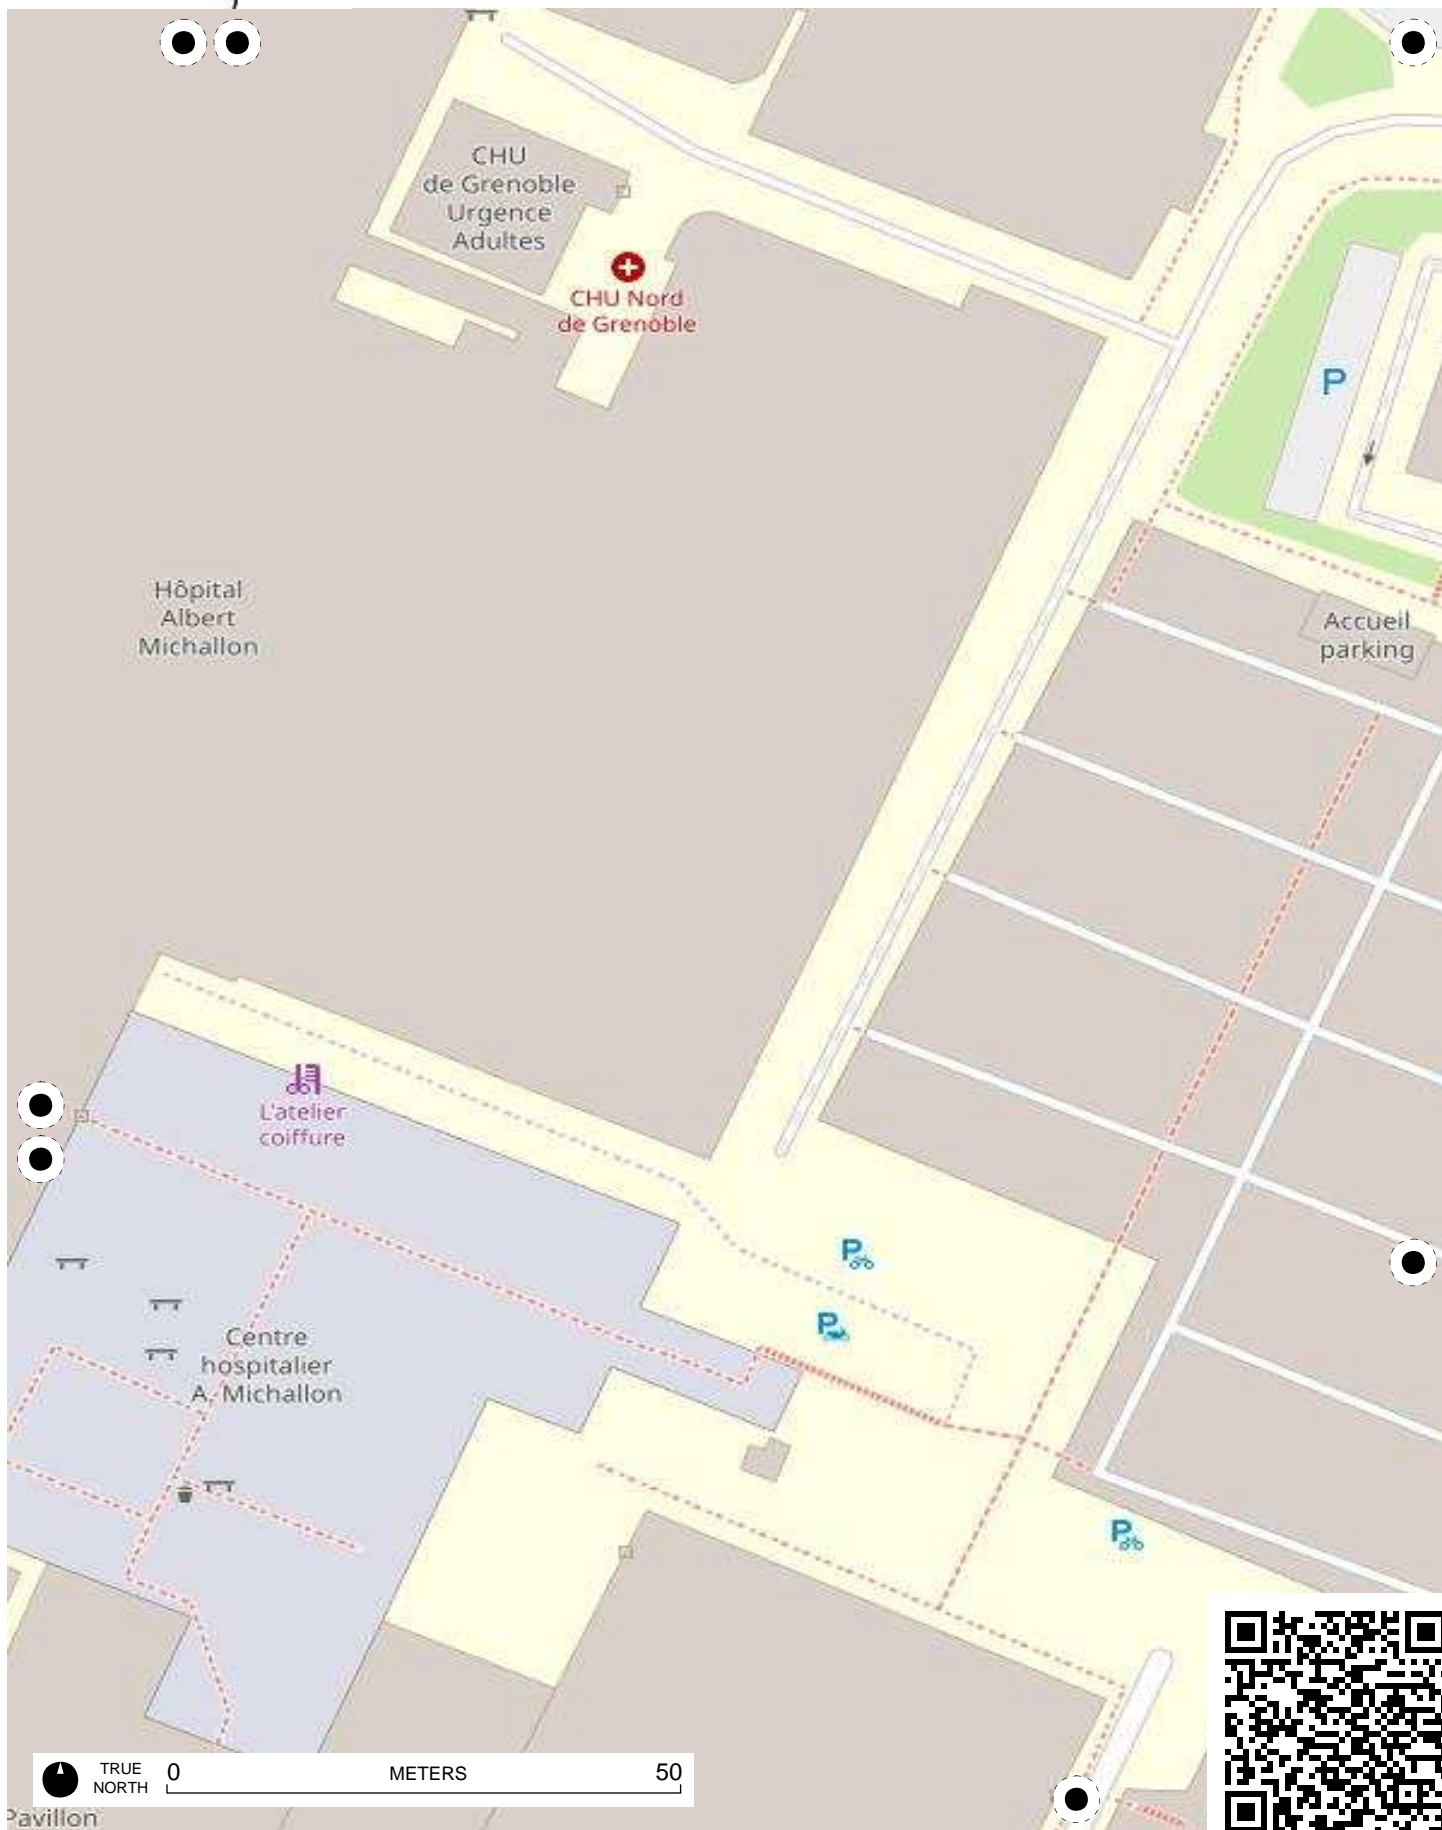 CHU
de Grenoble
Urgence
Adultes
CHU Nord
de Grenoble
P
Hôpital
Albert
Michallon
Accueil
parking
L'atelier
coiffure
P
P
Centre
hospitalier
A. Michallon
P
TRUE
NORTH
0 METERS 50
Pavillon